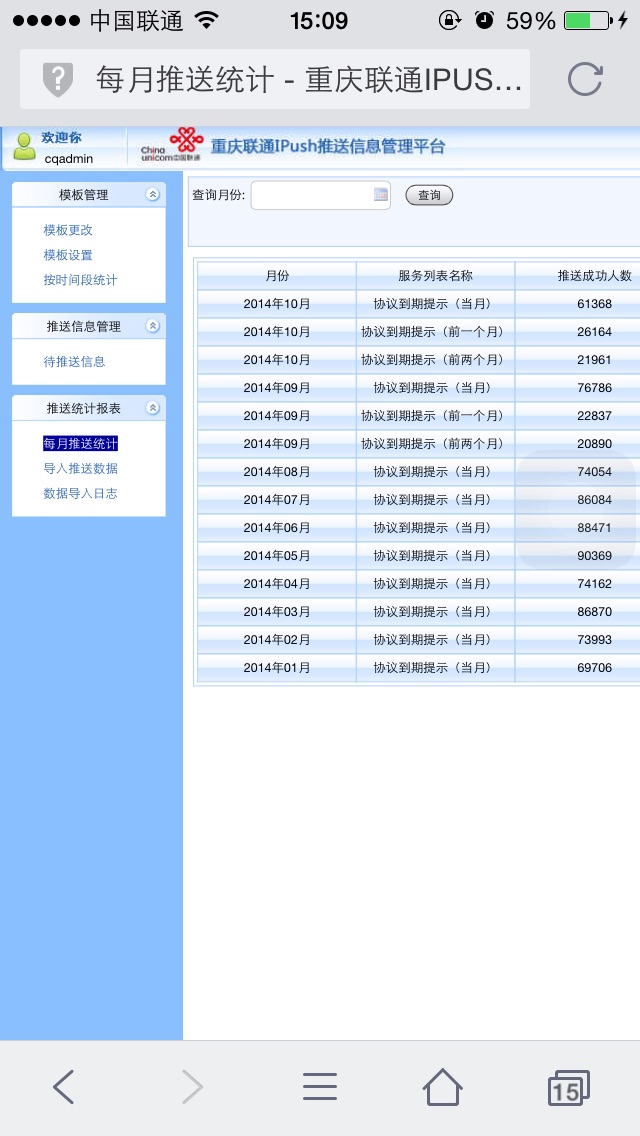 中国联通 15:09 59%
每月推送统计 - 重庆联通IPUS...
欢迎你
cqadmin
China
unicom中国联通
重庆联通IPush推送信息管理平台
模板管理
模板更改
模板设置
按时间段统计
推送信息管理
待推送信息
推送统计报表
每月推送统计
导入推送数据
数据导入日志
查询月份: 查询
月份 服务列表名称 推送成功人数
2014年10月 协议到期提示（当月） 61368
2014年10月 协议到期提示（前一个月） 26164
2014年10月 协议到期提示（前两个月） 21961
2014年09月 协议到期提示（当月） 76786
2014年09月 协议到期提示（前一个月） 22837
2014年09月 协议到期提示（前两个月） 20890
2014年08月 协议到期提示（当月） 74054
2014年07月 协议到期提示（当月） 86084
2014年06月 协议到期提示（当月） 88471
2014年05月 协议到期提示（当月） 90369
2014年04月 协议到期提示（当月） 74162
2014年03月 协议到期提示（当月） 86870
2014年02月 协议到期提示（当月） 73993
2014年01月 协议到期提示（当月） 69706
15